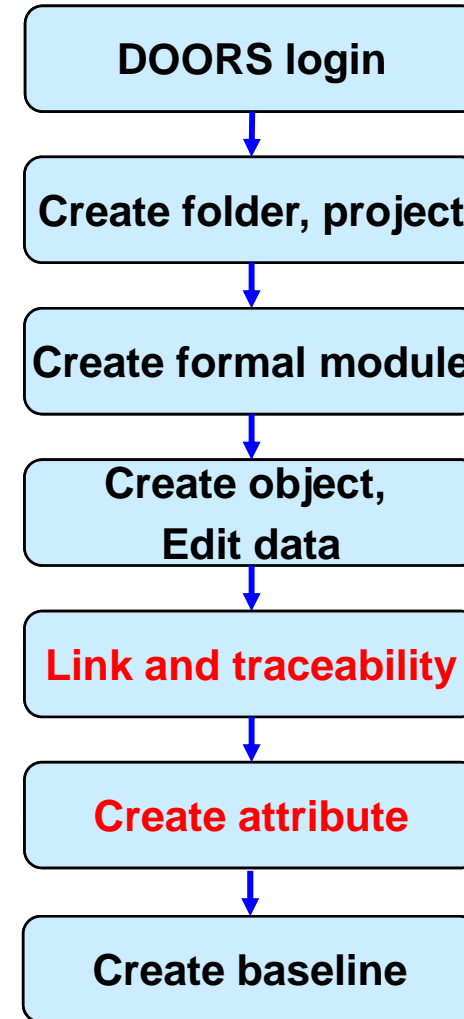 DOORS login
Create folder, project
Create formal module
Create object,
Edit data
Link and traceability
Create attribute
Create baseline